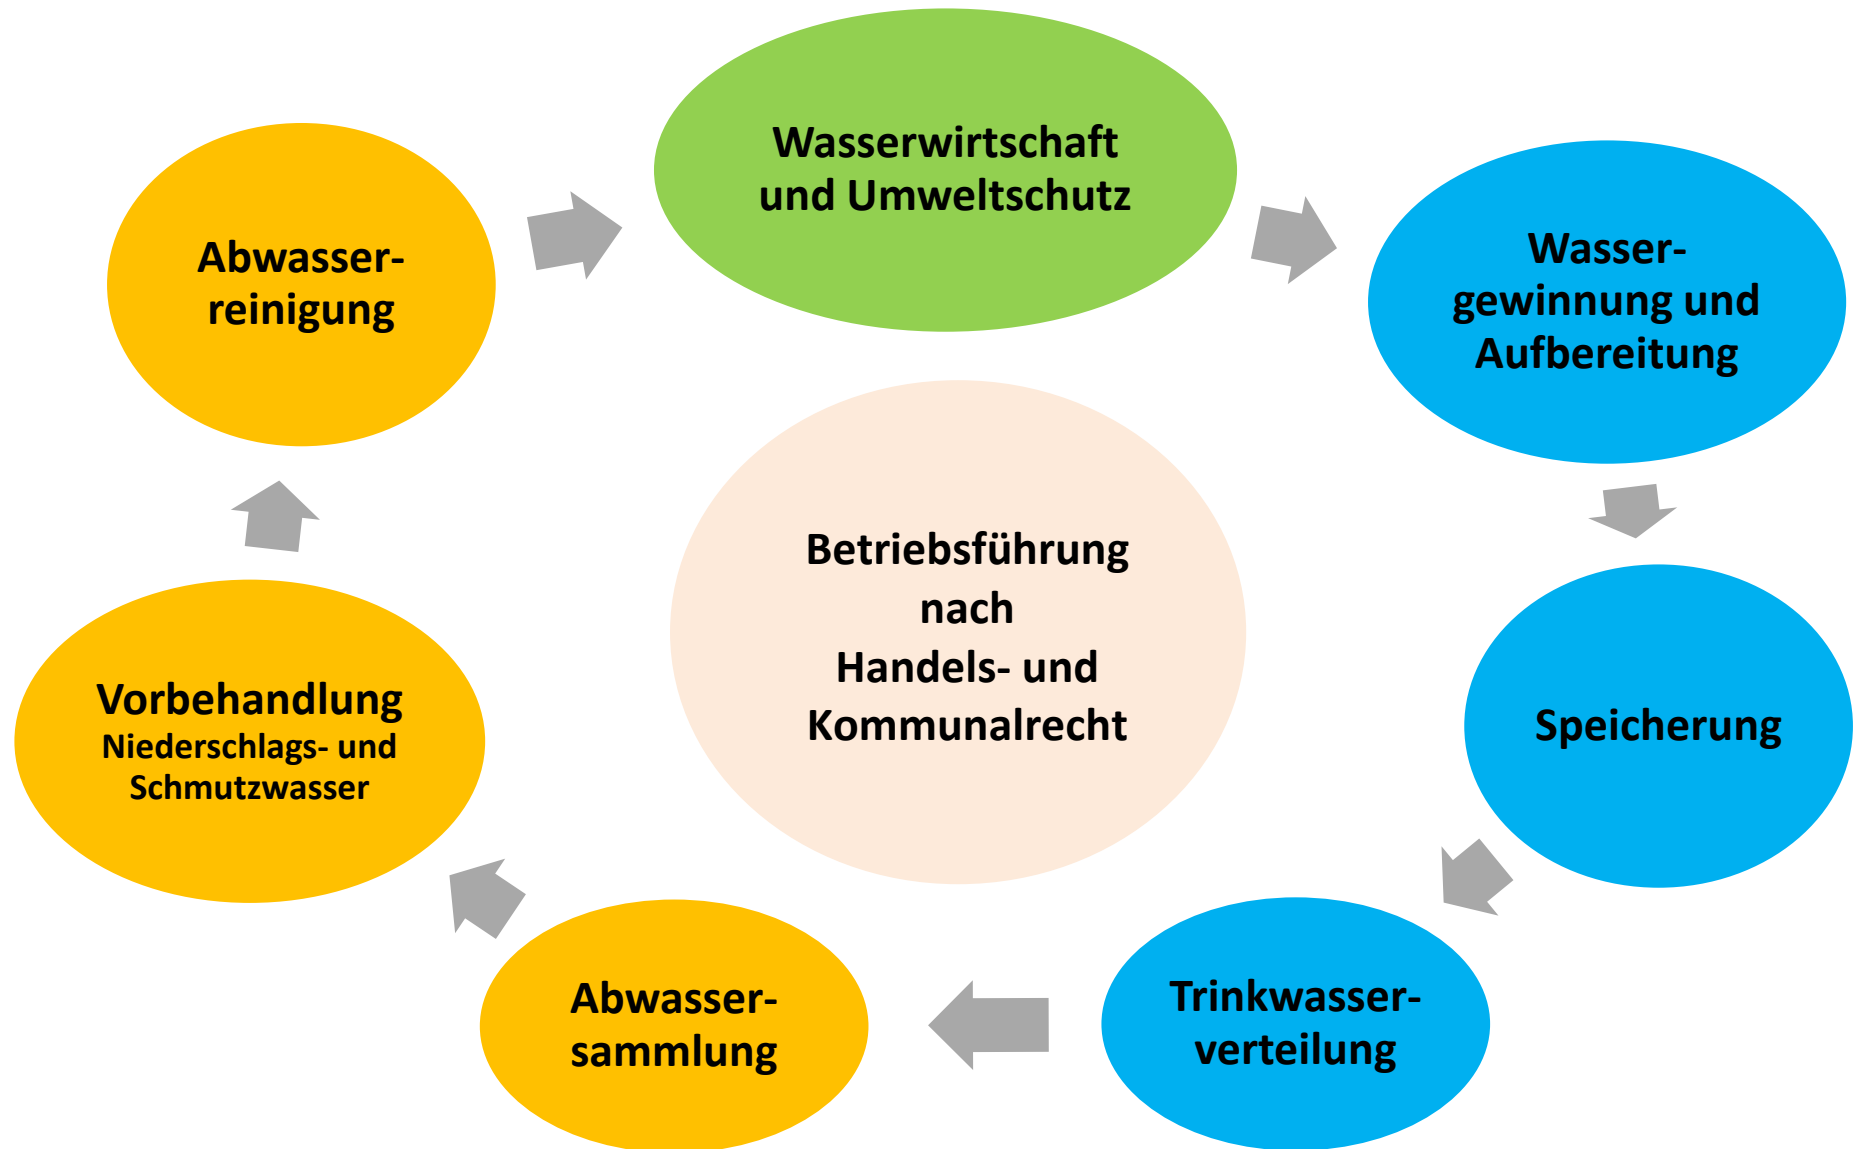 Wasserwirtschaft
und Umweltschutz
Wasser-
gewinnung und
Aufbereitung
Speicherung
Trinkwasser-
verteilung
Abwasser-
sammlung
Vorbehandlung
Niederschlags- und
Schmutzwasser
Abwasser-
reinigung
Betriebsführung
nach
Handels- und
Kommunalrecht